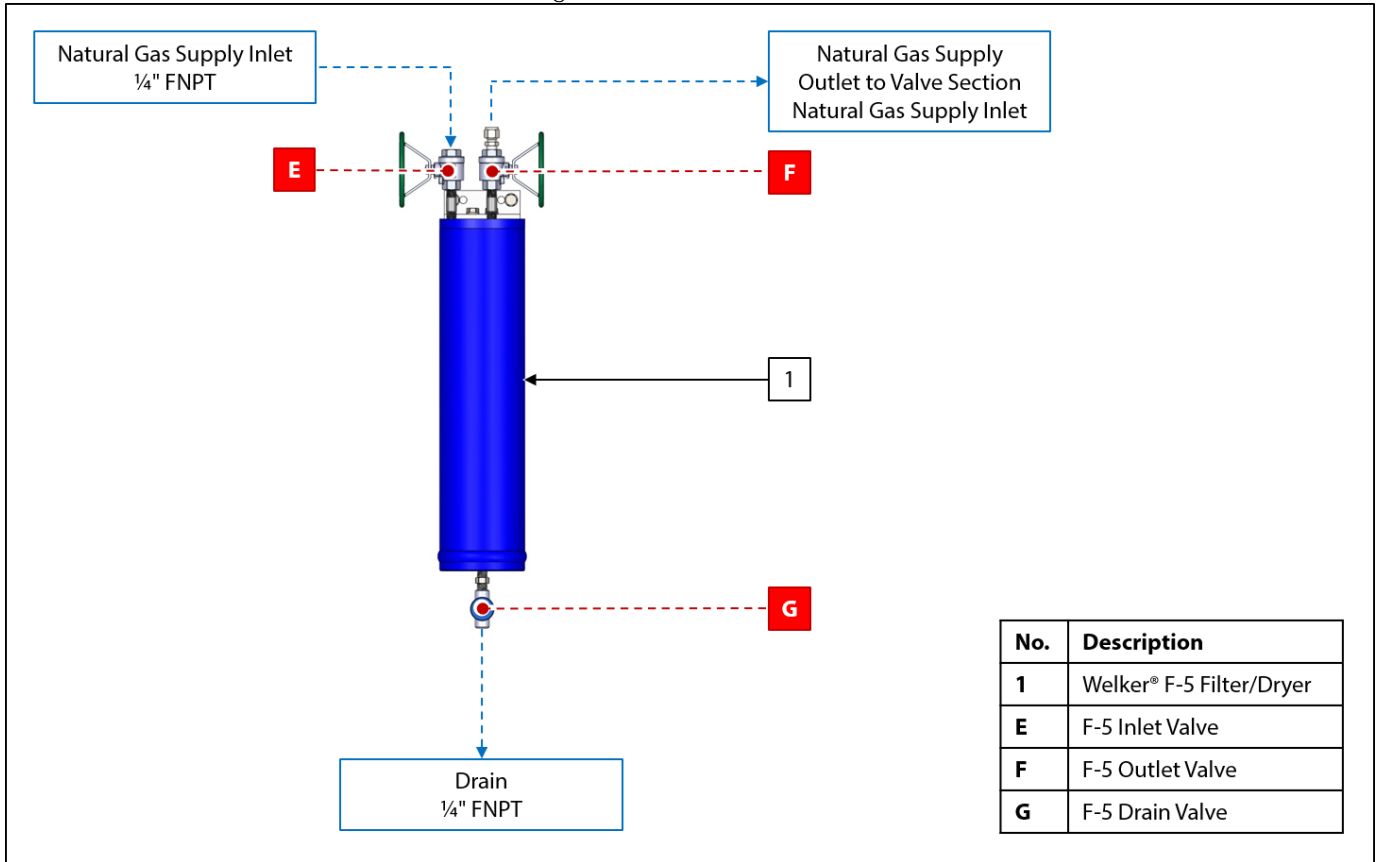 Natural Gas Supply Inlet
¼" FNPT
Natural Gas Supply
Outlet to Valve Section
Natural Gas Supply Inlet
E
F
1
G
Drain
¼" FNPT
No. Description
1 Welker® F-5 Filter/Dryer
E F-5 Inlet Valve
F F-5 Outlet Valve
G F-5 Drain Valve